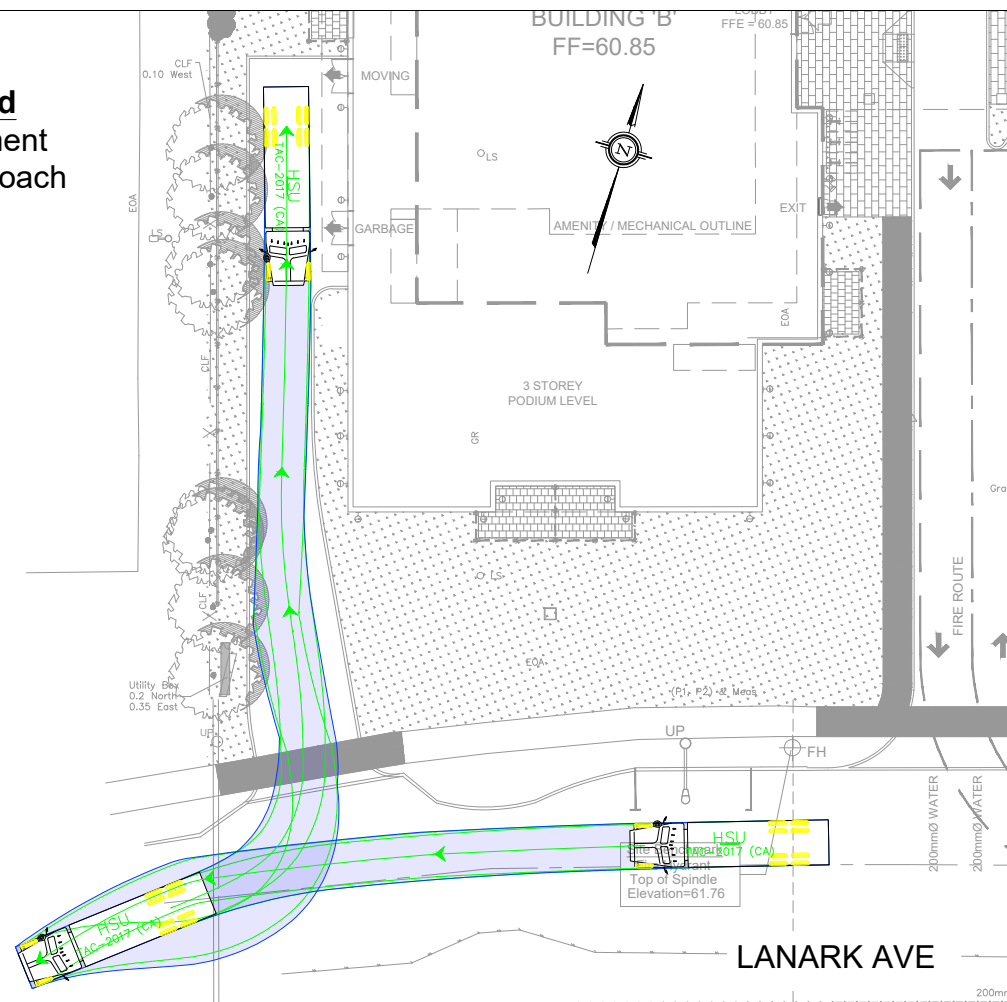 BUILDING 'B'
FF=60.85
LOBBY
FFE = 60.85
CLF
0.10 West
d
ment
oach
MOVING
HSU
TAC-2017 (CA)
LS
N
EOA
LS
GARBAGE
AMENITY / MECHANICAL OUTLINE
EXIT
EOA
CLF
3 STOREY
PODIUM LEVEL
GR
Gra
LS
CLF
FIRE ROUTE
EOA
Utility Box
0.2 North
0.35 East
(P1, P2) & Meas
UP
UP
FH
200mmØ WATER
200mmØ WATER
HSU
TAC-2017 (CA)
Site Benchmark
Top of Spindle
Elevation=61.76
HSU
TAC-2017 (CA)
LANARK AVE
200mm